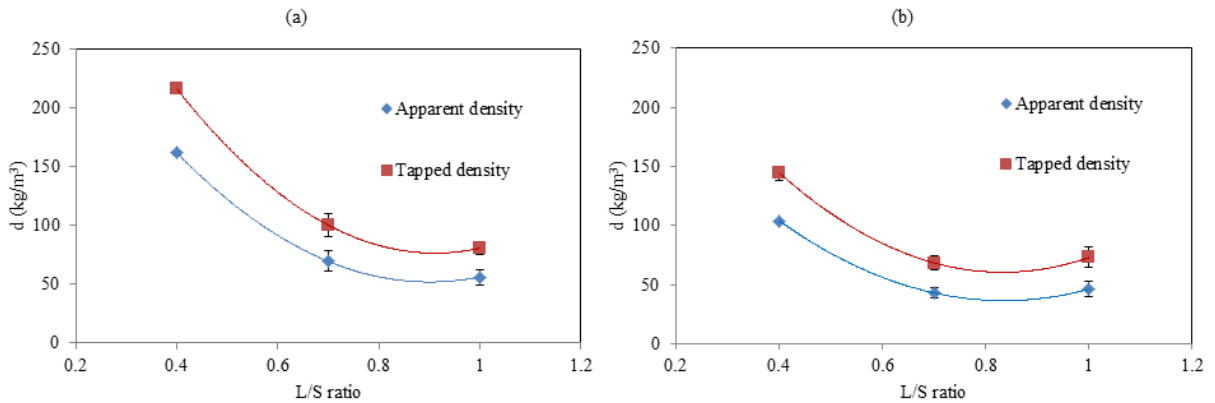 (a)
250
200
150
100
50
0
d (kg/m³)
Apparent density
Tapped density
0.2 0.4 0.6 0.8 1 1.2
L/S ratio
(b)
250
200
150
100
50
0
d (kg/m³)
Apparent density
Tapped density
0.2 0.4 0.6 0.8 1 1.2
L/S ratio